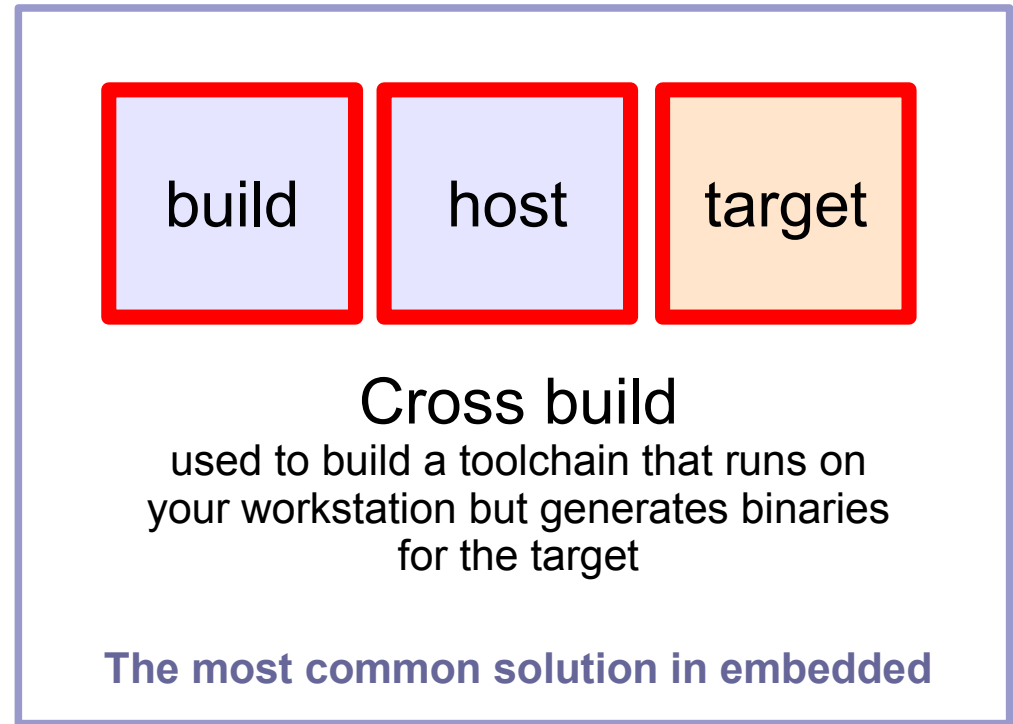 build host target
Cross build
used to build a toolchain that runs on
your workstation but generates binaries
for the target
The most common solution in embedded